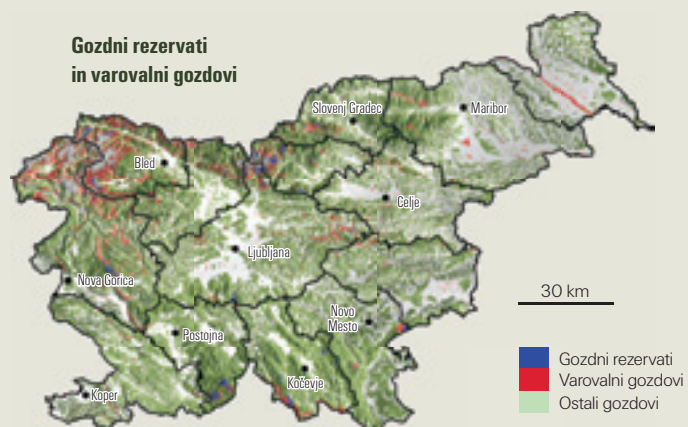 Gozdni rezervati
in varovalni gozdovi
Slovenj Gradec
Maribor
Bled
Celje
Ljubljana
Nova Gorica
30 km
Novo
Mesto
Postojna
Gozdni rezervati
Kočevje
Varovalni gozdovi
Koper
Ostali gozdovi